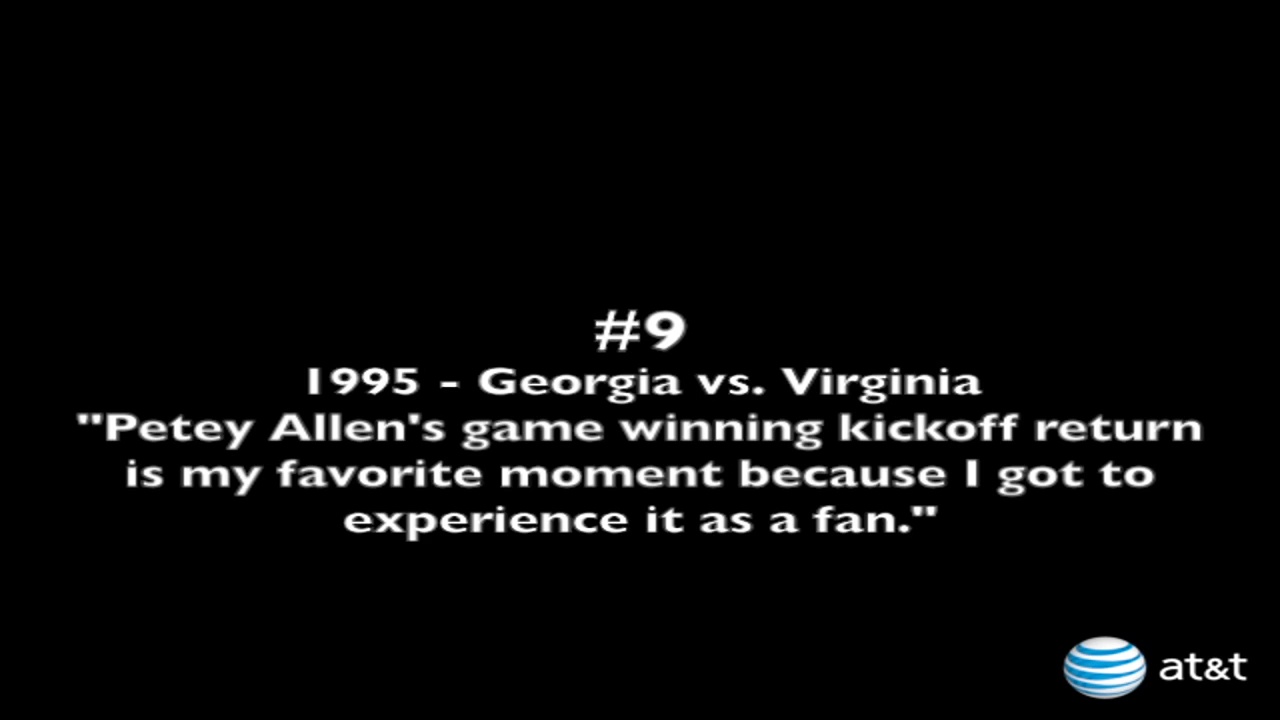 #9
1995 - Georgia vs. Virginia
"Petey Allen's game winning kickoff return
is my favorite moment because I got to
experience it as a fan."
at&t